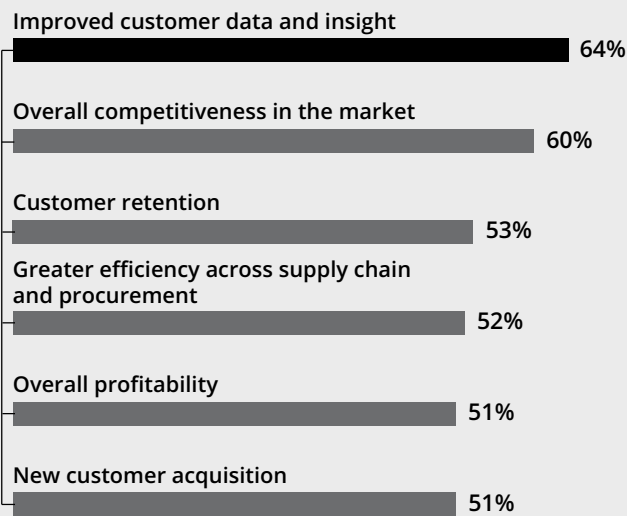 Improved customer data and insight
64%
Overall competitiveness in the market
60%
Customer retention
53%
Greater efficiency across supply chain
and procurement
52%
Overall profitability
51%
New customer acquisition
51%